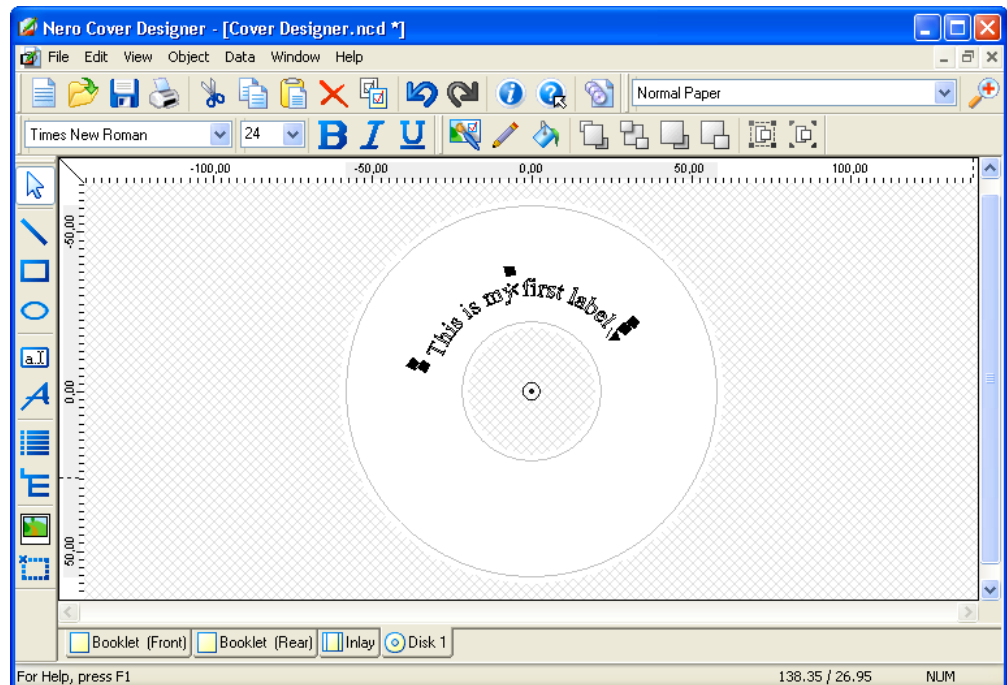 Nero Cover Designer - [Cover Designer.ncd *]
File Edit View Object Data Window Help
Normal Paper
Times New Roman 24 B I U
-100,00 -50,00 0,00 50,00 100,00
-50,00
0,00
50,00
a.I
A
This is my first label
Booklet (Front) Booklet (Rear) Inlay Disk 1
For Help, press F1 138.35 / 26.95 NUM